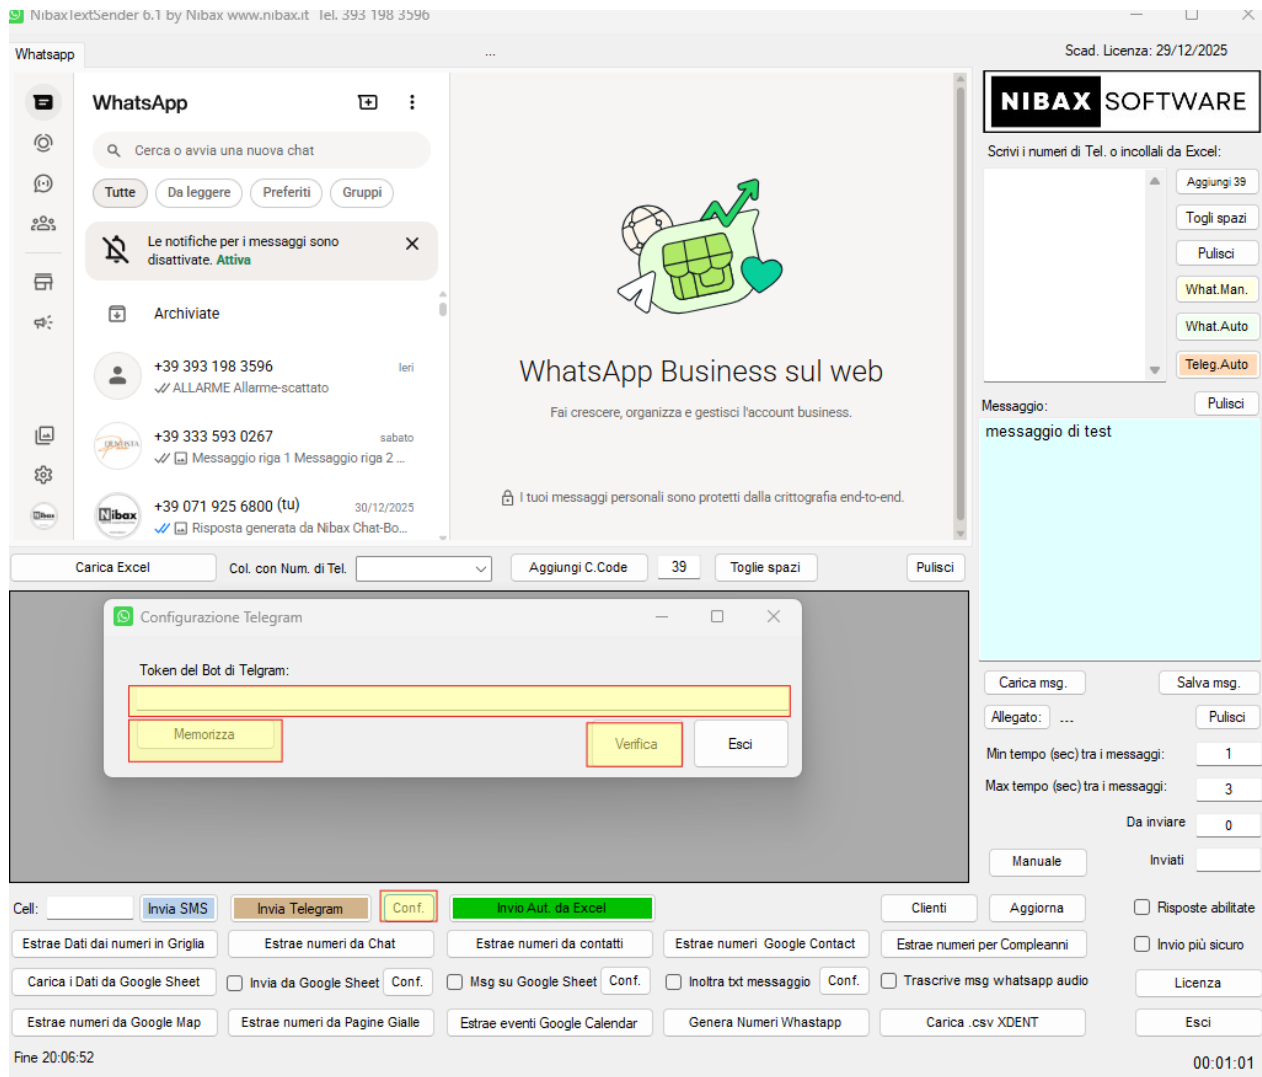 NibaxTextSender 6.1 by Nibax www.nibax.it Tel. 393 198 3596
Whatsapp
...
Scad. Licenza: 29/12/2025
WhatsApp
Cerca o avvia una nuova chat
Tutte Da leggere Preferiti Gruppi
Le notifiche per i messaggi sono
disattivate. Attiva
Archiviate
+39 393 198 3596 Ieri
ALLARME Allarme-scattato
+39 333 593 0267 sabato
Messaggio riga 1 Messaggio riga 2 ...
Nibax
+39 071 925 6800 (tu) 30/12/2025
Risposta generata da Nibax Chat-Bo...
WhatsApp Business sul web
Fai crescere, organizza e gestisci l'account business.
I tuoi messaggi personali sono protetti dalla crittografia end-to-end.
NIBAX SOFTWARE
Scrivi i numeri di Tel. o incollali da Excel:
Aggiungi 39
Togli spazi
Pulisci
What.Man.
What.Auto
Teleg.Auto
Messaggio: Pulisci
messaggio di test
Carica Excel Col. con Num. di Tel. Aggiungi C.Code 39 Toglie spazi Pulisci
Configurazione Telegram
Token del Bot di Telgram:
Memorizza Verifica Esci
Carica msg. Salva msg.
Allegato: ... Pulisci
Min tempo (sec) tra i messaggi: 1
Max tempo (sec) tra i messaggi: 3
Da inviare 0
Manuale Inviati
Cell: Invia SMS Invia Telegram Conf. Invio Aut. da Excel Clienti Aggiorna Risposte abilitate
Estrae Dati dai numeri in Griglia Estrae numeri da Chat Estrae numeri da contatti Estrae numeri Google Contact Estrae numeri per Compleanni Invio più sicuro
Carica i Dati da Google Sheet Invia da Google Sheet Conf. Msg su Google Sheet Conf. Inoltra txt messaggio Conf. Trascrive msg whatsapp audio Licenza
Estrae numeri da Google Map Estrae numeri da Pagine Gialle Estrae eventi Google Calendar Genera Numeri Whastapp Carica .csv XDENT Esci
Fine 20:06:52 00:01:01